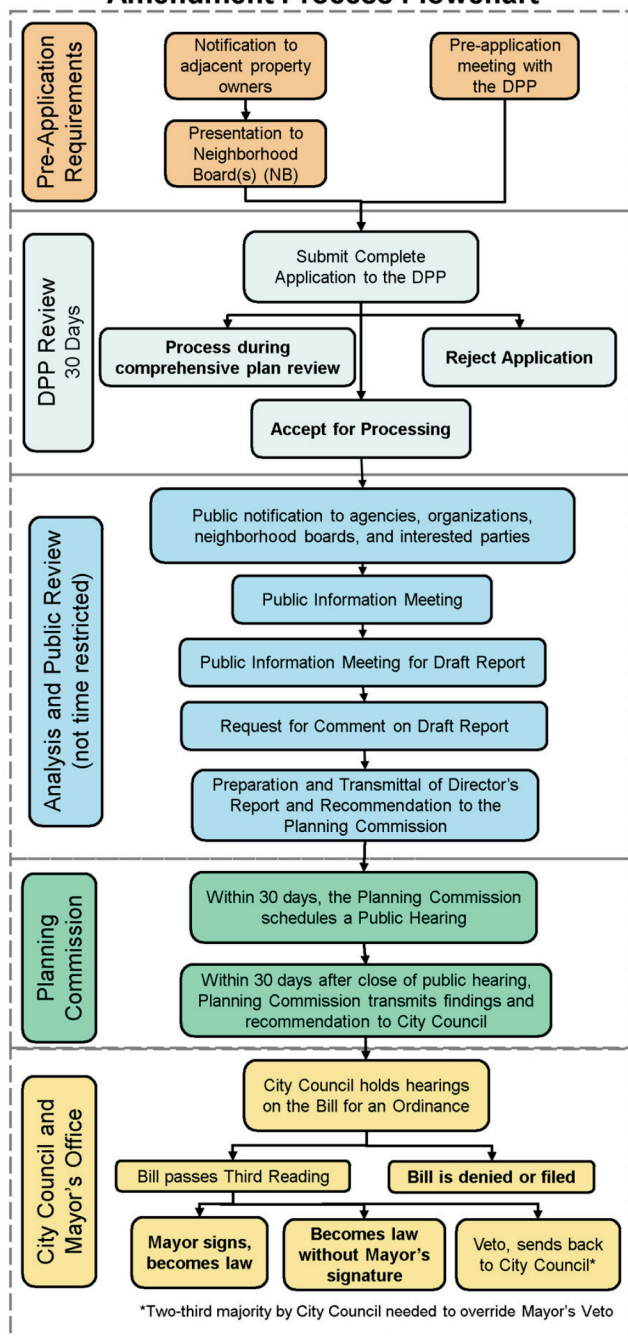 Amendment Process Flowchart
Pre-Application
Requirements
Notification to
adjacent property
owners
Pre-application
meeting with
the DPP
Presentation to
Neighborhood
Board(s) (NB)
DPP Review
30 Days
Submit Complete
Application to the DPP
Process during
comprehensive plan review
Reject Application
Accept for Processing
Analysis and Public Review
(not time restricted)
Public notification to agencies, organizations,
neighborhood boards, and interested parties
Public Information Meeting
Public Information Meeting for Draft Report
Request for Comment on Draft Report
Preparation and Transmittal of Director's
Report and Recommendation to the
Planning Commission
Planning
Commission
Within 30 days, the Planning Commission
schedules a Public Hearing
Within 30 days after close of public hearing,
Planning Commission transmits findings and
recommendation to City Council
City Council and
Mayor's Office
City Council holds hearings
on the Bill for an Ordinance
Bill passes Third Reading
Bill is denied or filed
Mayor signs,
becomes law
Becomes law
without Mayor's
signature
Veto, sends back
to City Council*
*Two-third majority by City Council needed to override Mayor's Veto